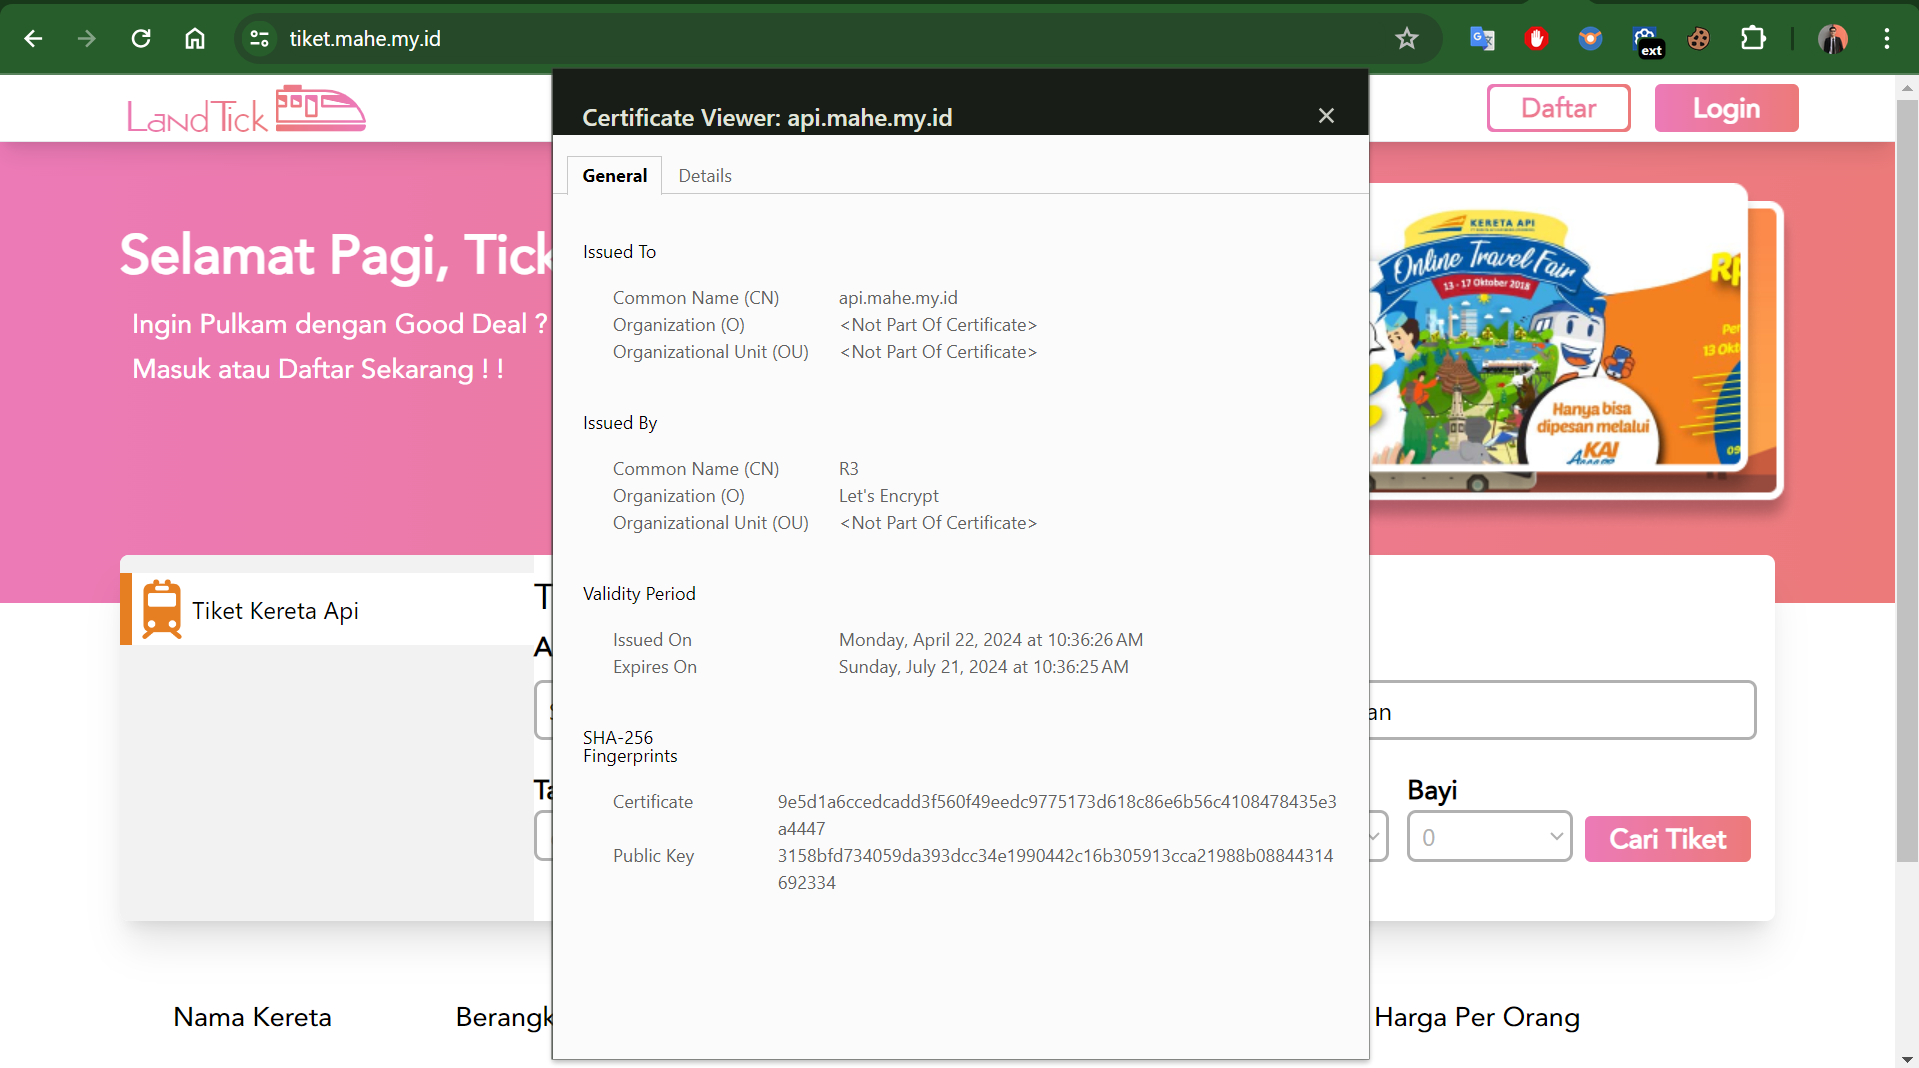 tiket.mahe.my.id
ext
LandTick
Daftar
Login
Certificate Viewer: api.mahe.my.id
General
Details
Selamat Pagi, Tick
Ingin Pulkam dengan Good Deal ?
Masuk atau Daftar Sekarang ! !
Issued To
Common Name (CN) api.mahe.my.id
Organization (O) <Not Part Of Certificate>
Organizational Unit (OU) <Not Part Of Certificate>
Issued By
Common Name (CN) R3
Organization (O) Let's Encrypt
Organizational Unit (OU) <Not Part Of Certificate>
Validity Period
Issued On Monday, April 22, 2024 at 10:36:26 AM
Expires On Sunday, July 21, 2024 at 10:36:25 AM
SHA-256
Fingerprints
Certificate 9e5d1a6ccedcadd3f560f49eedc9775173d618c86e6b56c4108478435e3
a4447
Public Key 3158bfd734059da393dcc34e1990442c16b305913cca21988b08844314
692334
KERETA API
Online Travel Fair
13 - 17 Oktober 2018
Hanya bisa
dipesan melalui
KAI
Tiket Kereta Api
an
Bayi
0
Cari Tiket
Nama Kereta
Berangk
Harga Per Orang